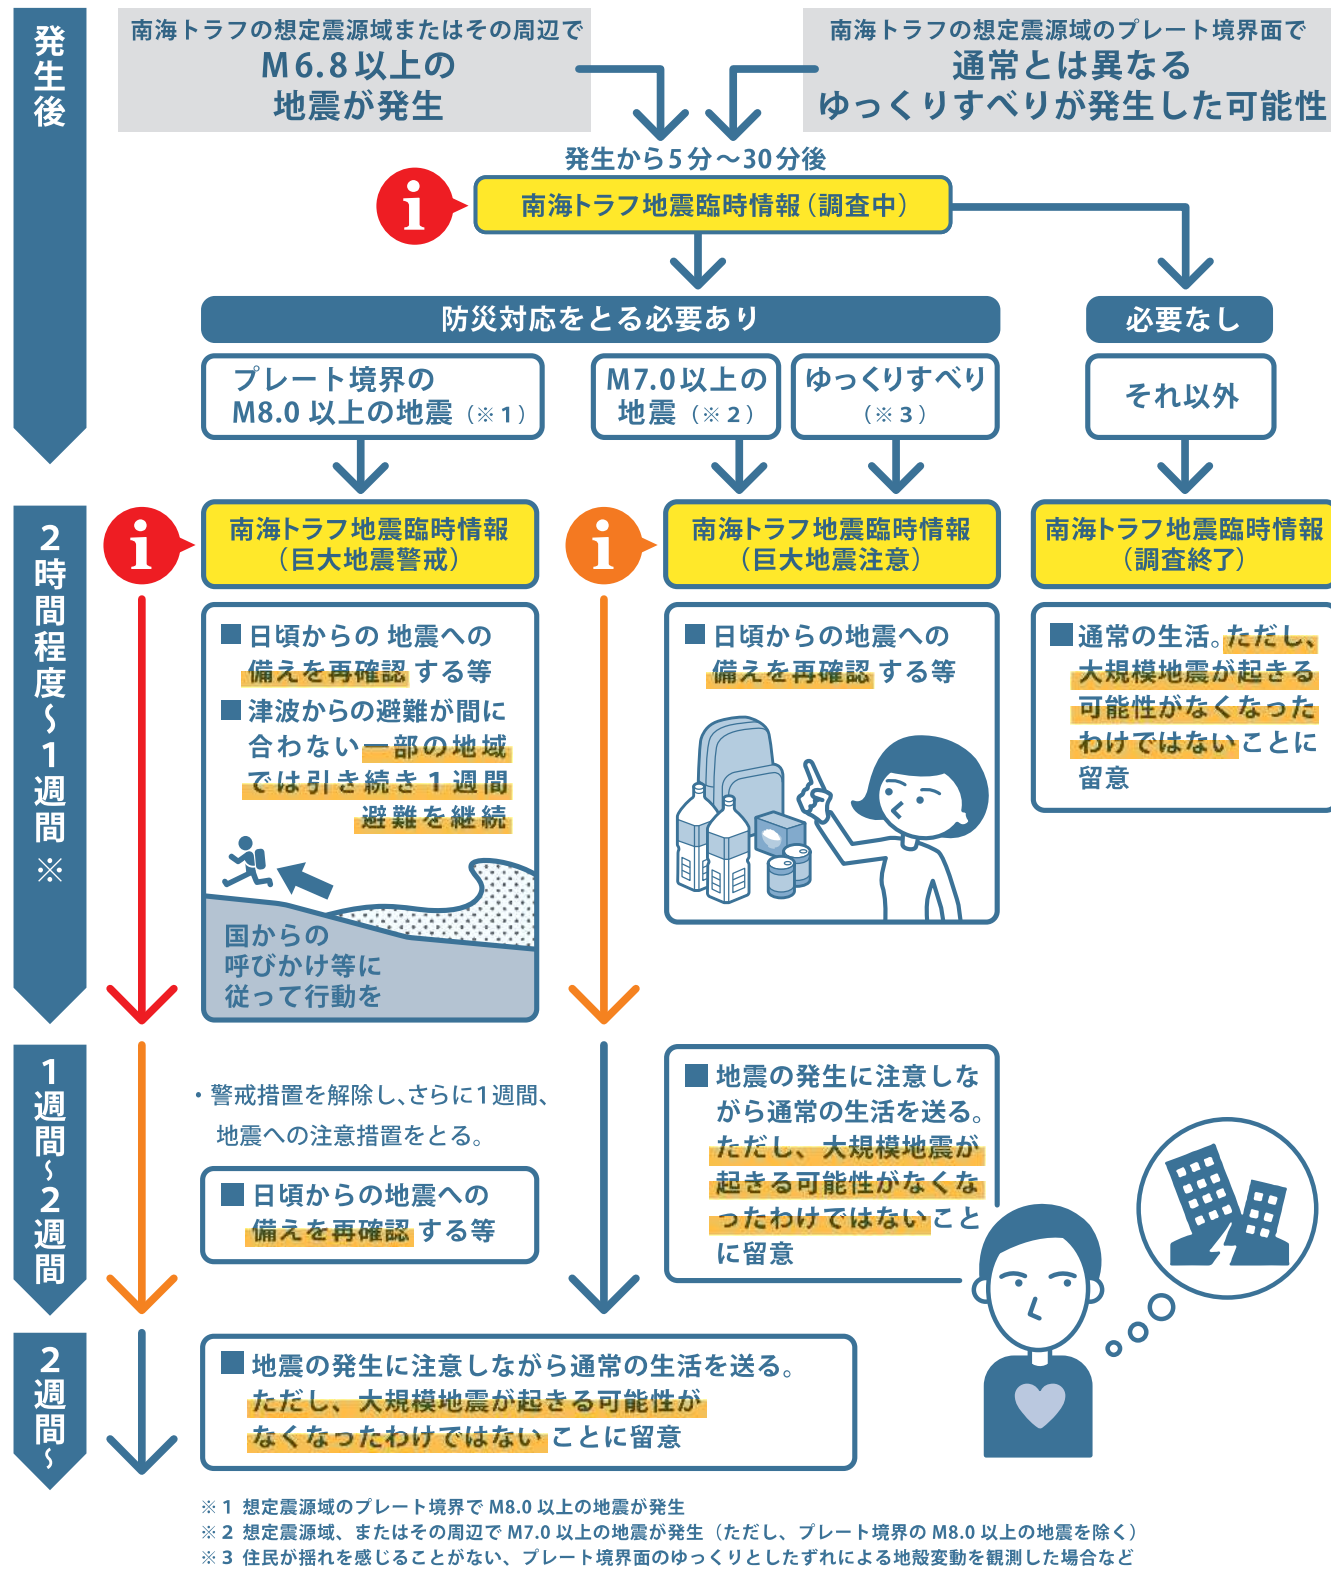 発生後
南海トラフの想定震源域またはその周辺で
M6.8以上の
地震が発生
南海トラフの想定震源域のプレート境界面で
通常とは異なる
ゆっくりすべりが発生した可能性
発生から5分～30分後
i
南海トラフ地震臨時情報（調査中）
防災対応をとる必要あり
必要なし
プレート境界の
M8.0以上の地震（※1）
M7.0以上の
地震（※2）
ゆっくりすべり
（※3）
それ以外
2時間程度～1週間※
i
南海トラフ地震臨時情報
（巨大地震警戒）
i
南海トラフ地震臨時情報
（巨大地震注意）
南海トラフ地震臨時情報
（調査終了）
■日頃からの 地震への
備えを再確認する等
■津波からの避難が間に
合わない一部の地域
では引き続き1週間
避難を継続
国からの
呼びかけ等に
従って行動を
■日頃からの地震への
備えを再確認する等
■通常の生活。ただし、
大規模地震が起きる
可能性がなくなった
わけではないことに
留意
1週間～2週間
・警戒措置を解除し、さらに1週間、
地震への注意措置をとる。
■日頃からの地震への
備えを再確認する等
■地震の発生に注意しな
がら通常の生活を送る。
ただし、大規模地震が
起きる可能性がなくな
ったわけではないこと
に留意
2週間～
■地震の発生に注意しながら通常の生活を送る。
ただし、大規模地震が起きる可能性が
なくなったわけではないことに留意
※1 想定震源域のプレート境界でM8.0以上の地震が発生
※2 想定震源域、またはその周辺でM7.0以上の地震が発生（ただし、プレート境界のM8.0以上の地震を除く）
※3 住民が揺れを感じることがない、プレート境界面のゆっくりとしたずれによる地殻変動を観測した場合など